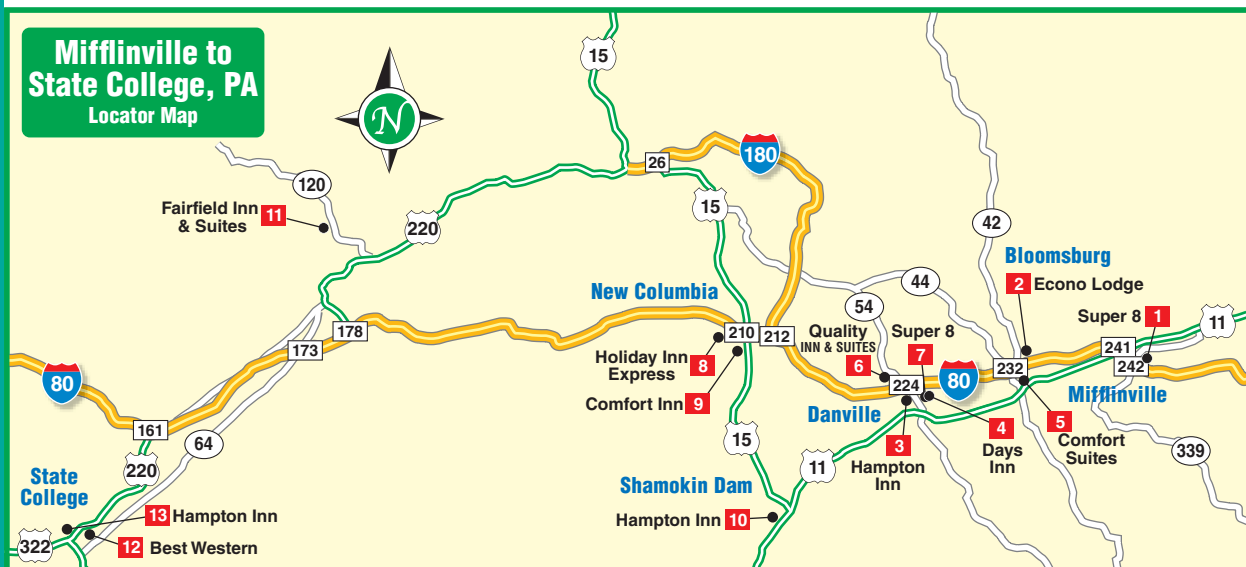 Mifflinville to
State College, PA
Locator Map
N
15
180
26
120
Fairfield Inn
& Suites
11
220
15
42
Bloomsburg
2 Econo Lodge
44
New Columbia
54
Super 8 1
11
178
210
212
Quality
INN & SUITES
6
Super 8
7
241
173
Holiday Inn
Express
8
232
242
80
224
80
Mifflinville
Comfort Inn 9
Danville
161
64
3
Hampton
Inn
4
Days
Inn
5
Comfort
Suites
15
339
220
11
State
College
Shamokin Dam
13 Hampton Inn
Hampton Inn 10
322
12 Best Western